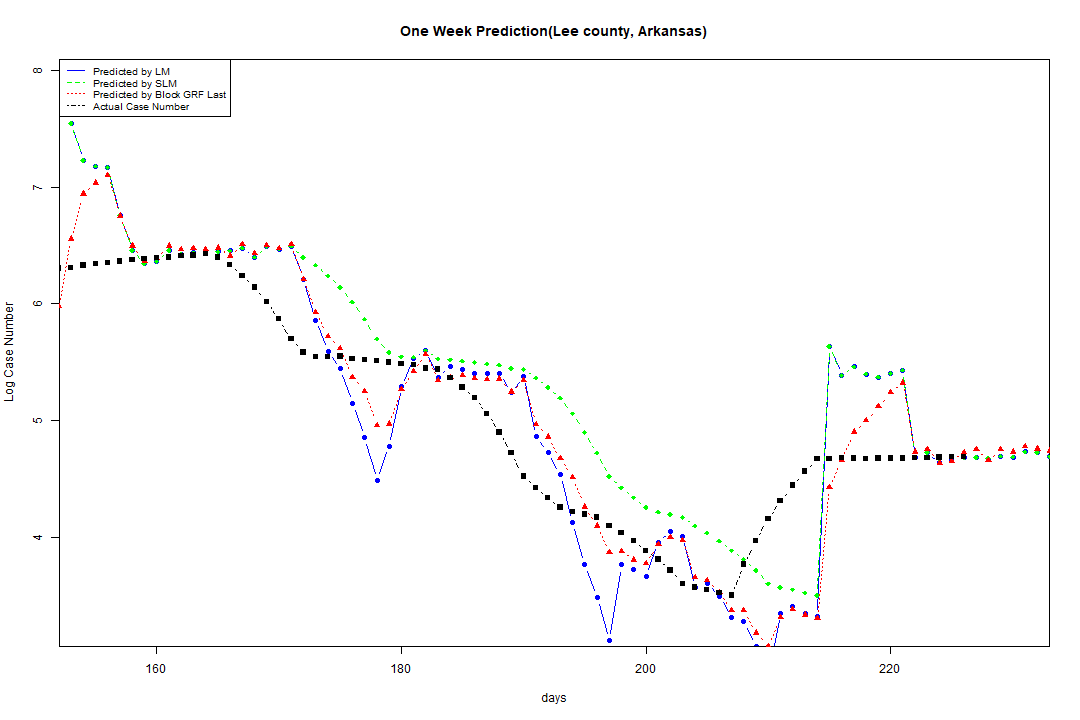 One Week Prediction(Lee county, Arkansas)
Predicted by LM
Predicted by SLM
Predicted by Block GRF Last
Actual Case Number
8
7
6
5
4
Log Case Number
160
180
200
220
days